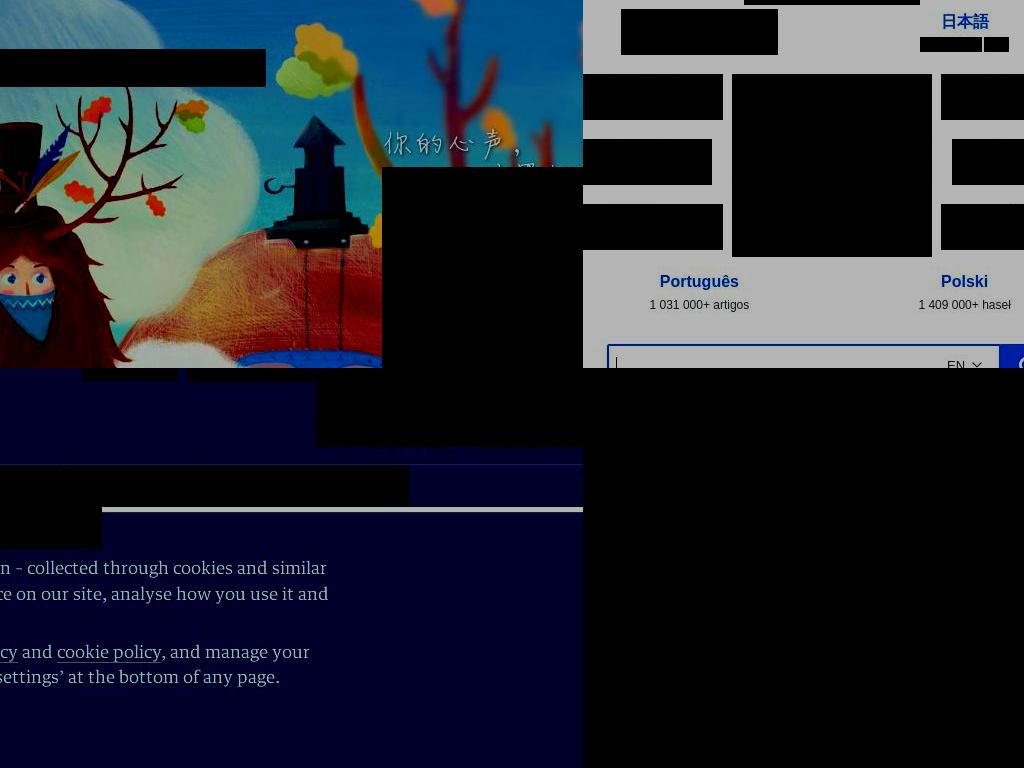 你的心声，
日本語
Português
1 031 000+ artigos
Polski
1 409 000+ haseł
EN
n – collected through cookies and similar
ce on our site, analyse how you use it and
cy and cookie policy, and manage your
settings’ at the bottom of any page.